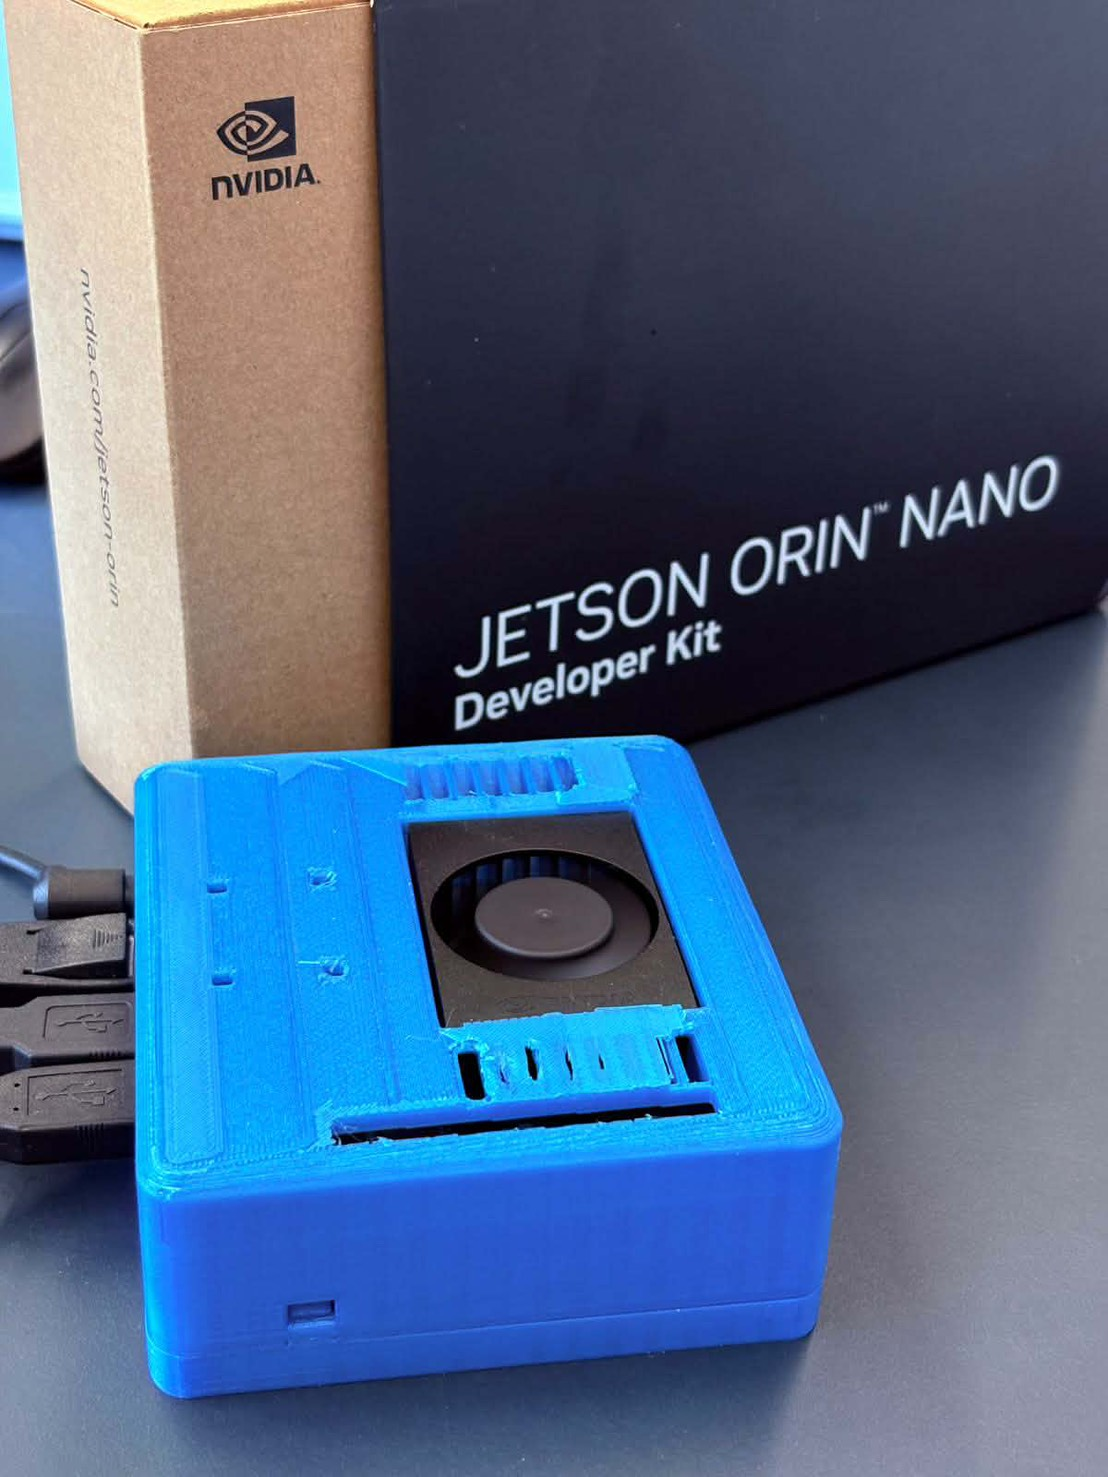 NVIDIA.
nvidia.com/jetson-orin
JETSON ORIN™ NANO
Developer Kit